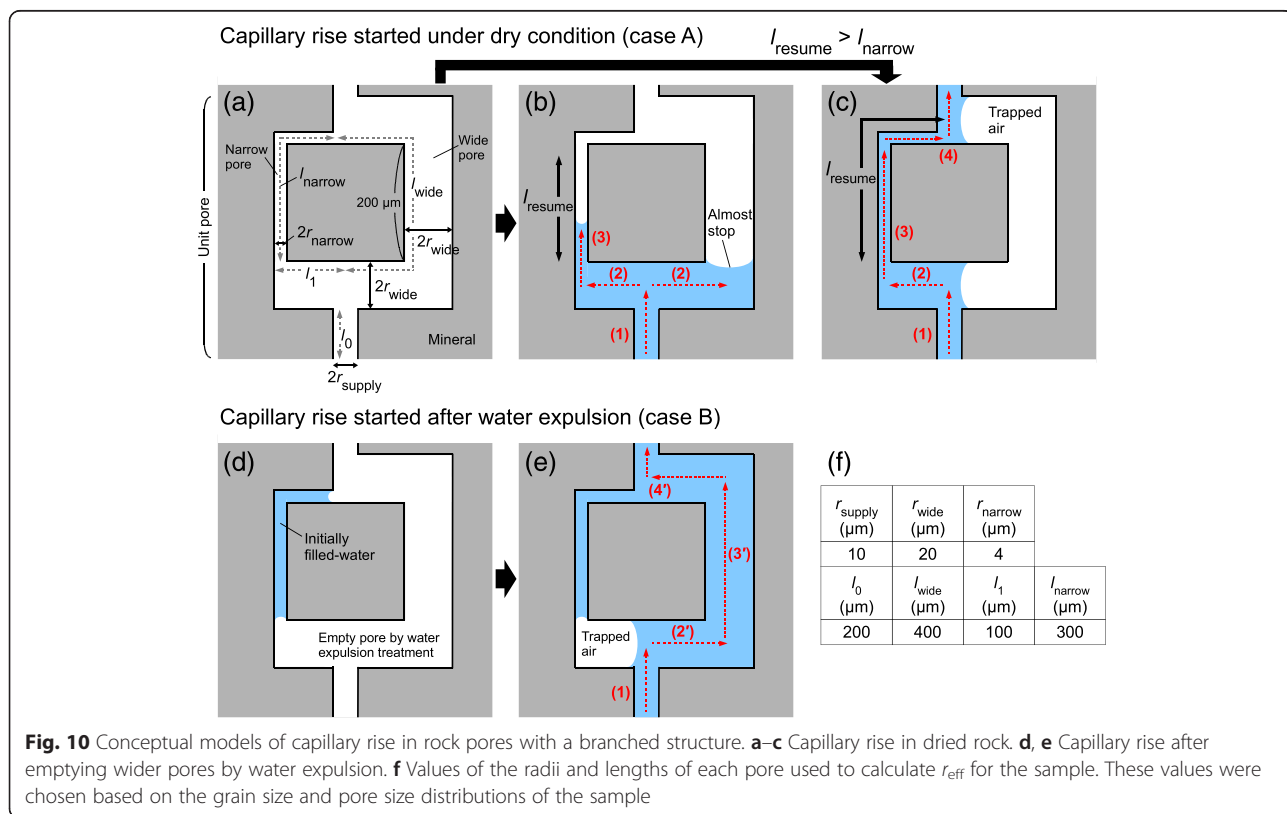 Capillary rise started under dry condition (case A)
l_resume > l_narrow
(a)
Unit pore
Narrow
pore
l_narrow
2r_narrow
l_1
200 µm
l_wide
Wide
pore
2r_wide
2r_wide
l_0
2r_supply
Mineral
(b)
l_resume
(3)
Almost
stop
(2)
(2)
(1)
(c)
Trapped
air
l_resume
(4)
(3)
(2)
(1)
Capillary rise started after water expulsion (case B)
(d)
Initially
filled-water
Empty pore by water
expulsion treatment
(e)
(4′)
(3′)
Trapped
air
(2′)
(1)
(f)
r_supply (µm) r_wide (µm) r_narrow (µm)
10 20 4
l_0 (µm) l_wide (µm) l_1 (µm) l_narrow (µm)
200 400 100 300
Fig. 10 Conceptual models of capillary rise in rock pores with a branched structure. a–c Capillary rise in dried rock. d, e Capillary rise after
emptying wider pores by water expulsion. f Values of the radii and lengths of each pore used to calculate r_eff for the sample. These values were
chosen based on the grain size and pore size distributions of the sample